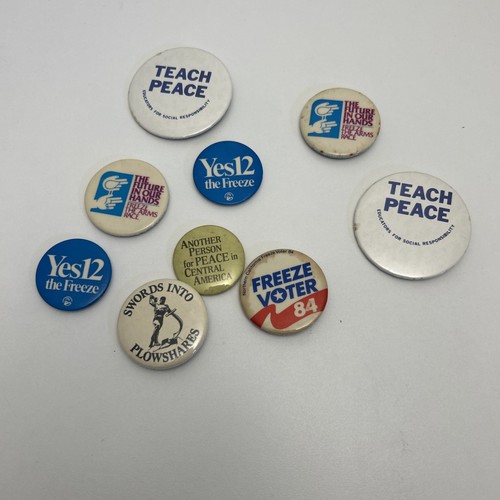 TEACH
PEACE
EDUCATORS FOR SOCIAL RESPONSIBILITY
THE
FUTURE
IN OUR
HANDS
FREEZE
THE ARMS
RACE
Yes12
the Freeze
THE
FUTURE
IN OUR
HANDS
FREEZE
THE ARMS
RACE
TEACH
PEACE
EDUCATORS FOR SOCIAL RESPONSIBILITY
Yes12
the Freeze
ANOTHER
PERSON
for PEACE in
CENTRAL
AMERICA
FREEZE
VOTER
84
SWORDS INTO
PLOWSHARES